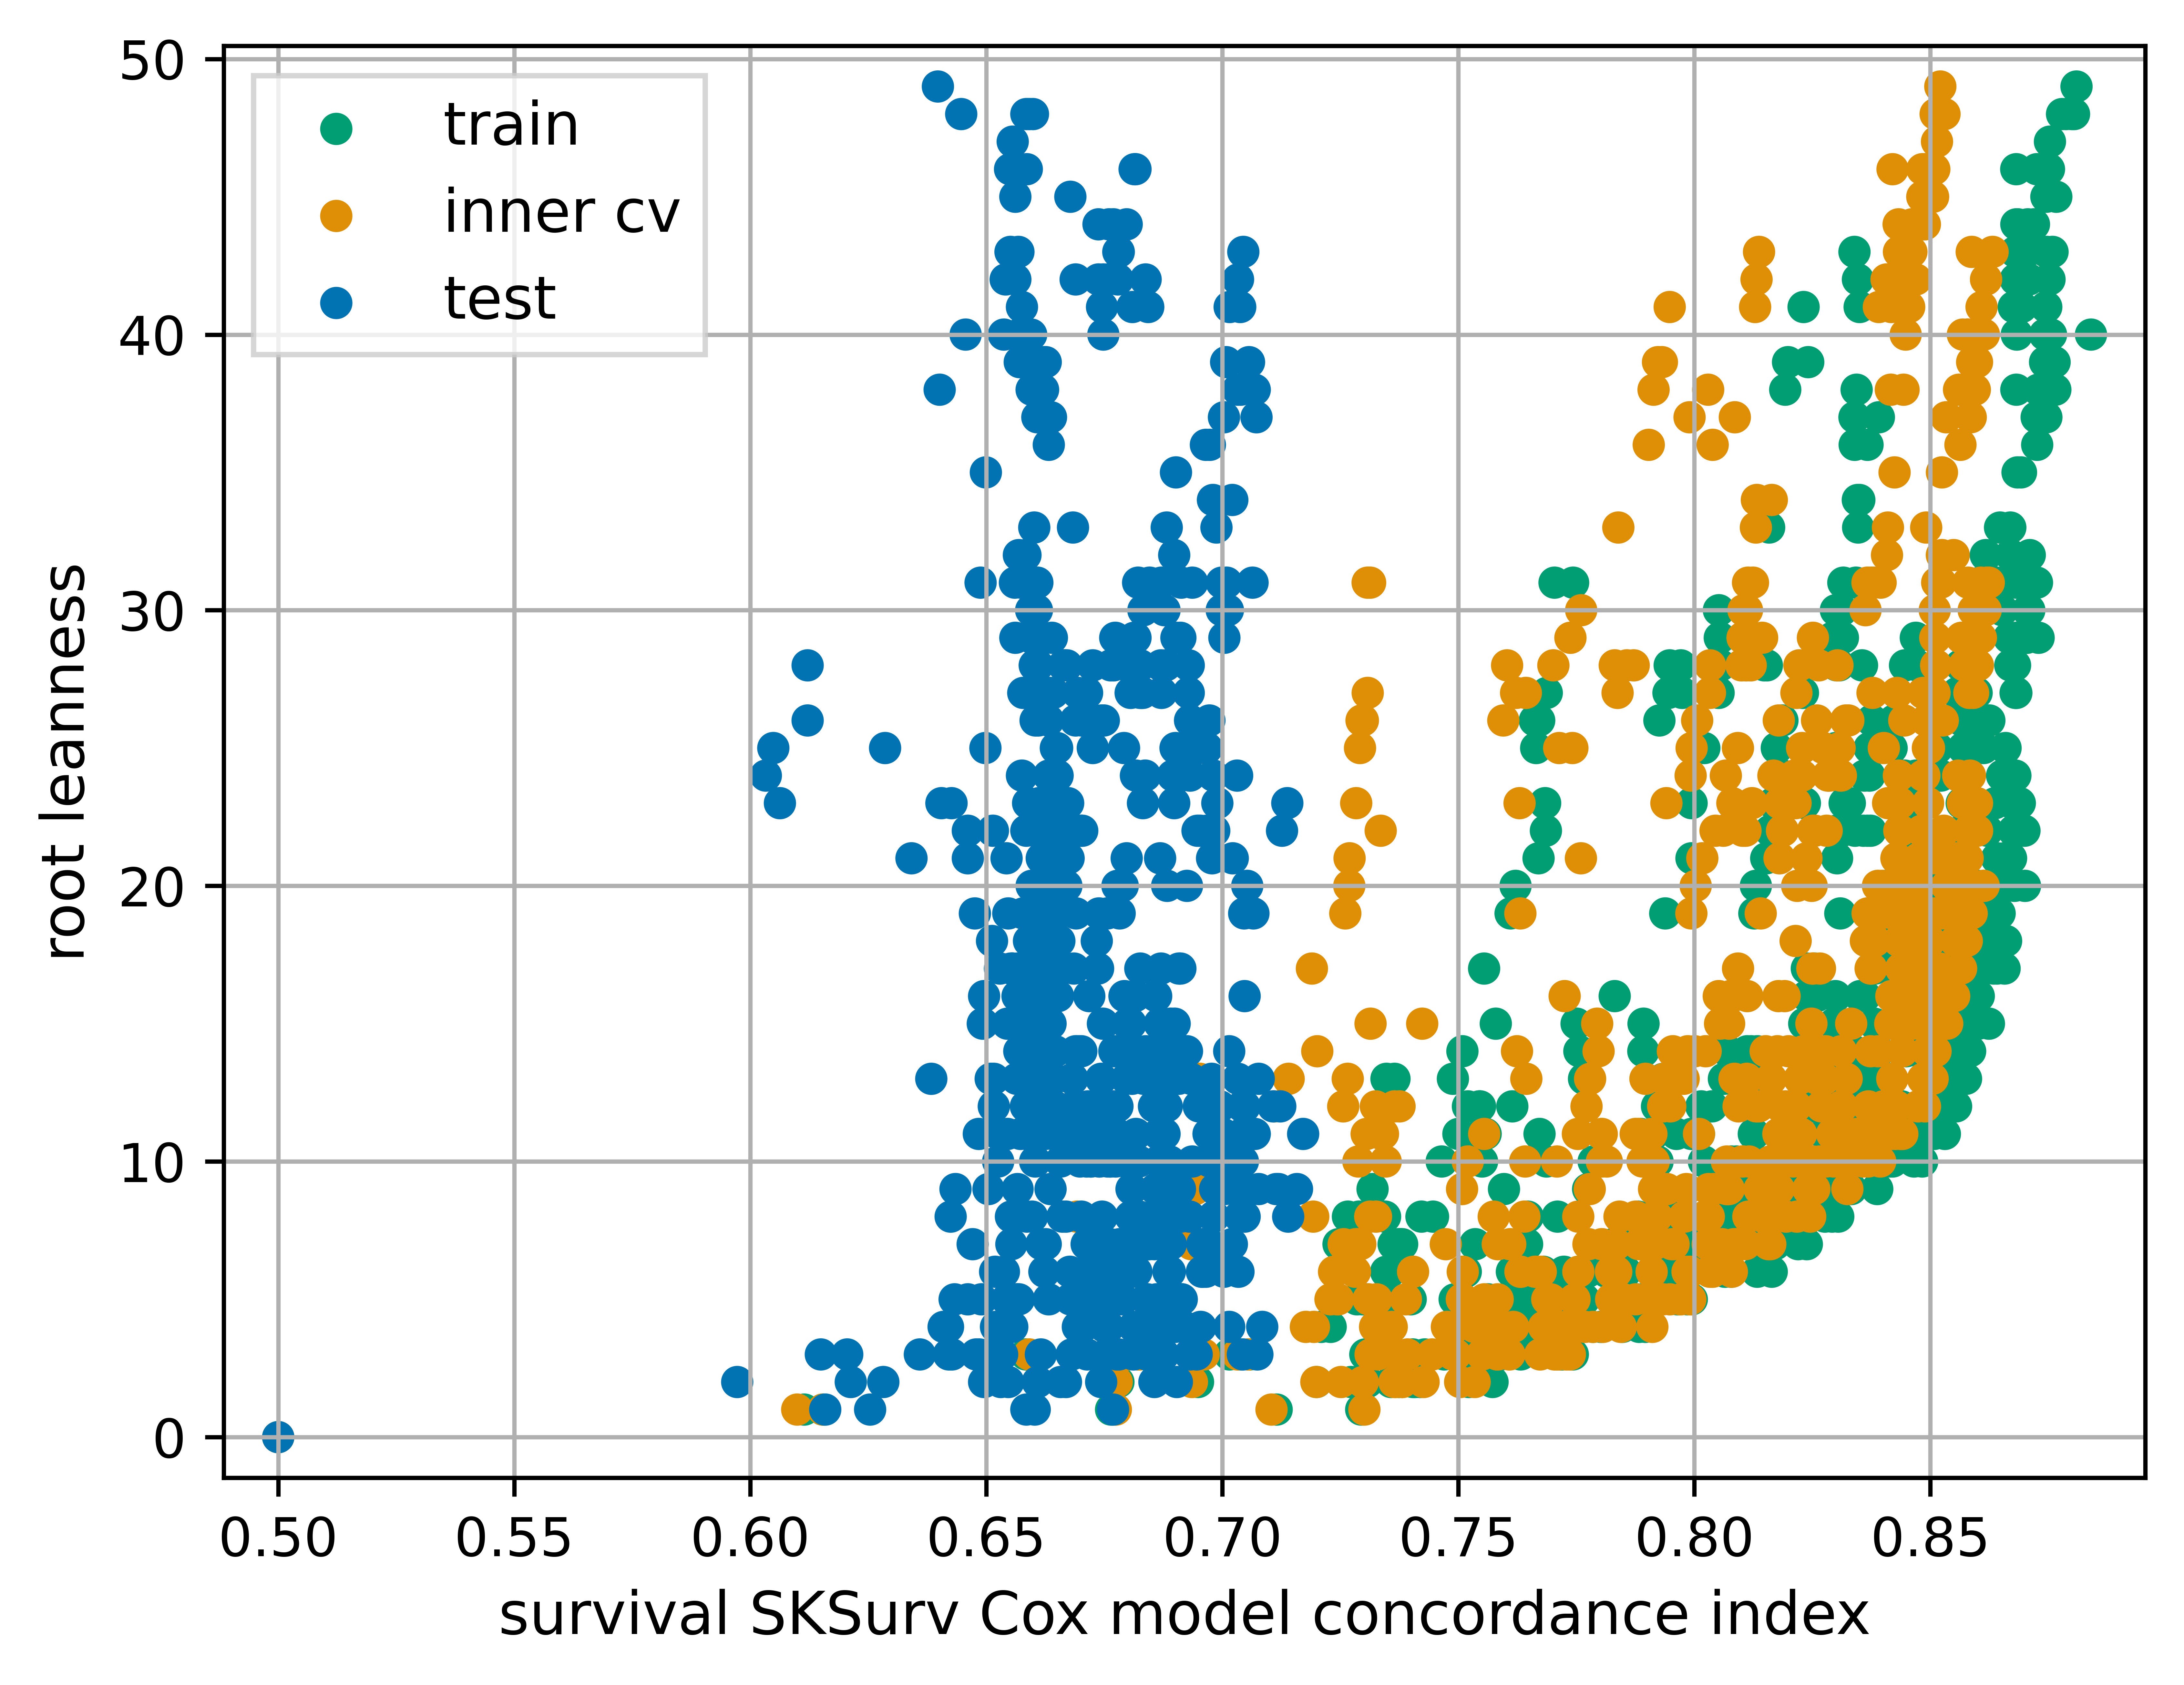 50
40
30
20
10
0
root leanness
train
inner cv
test
0.50 0.55 0.60 0.65 0.70 0.75 0.80 0.85
survival SKSurv Cox model concordance index